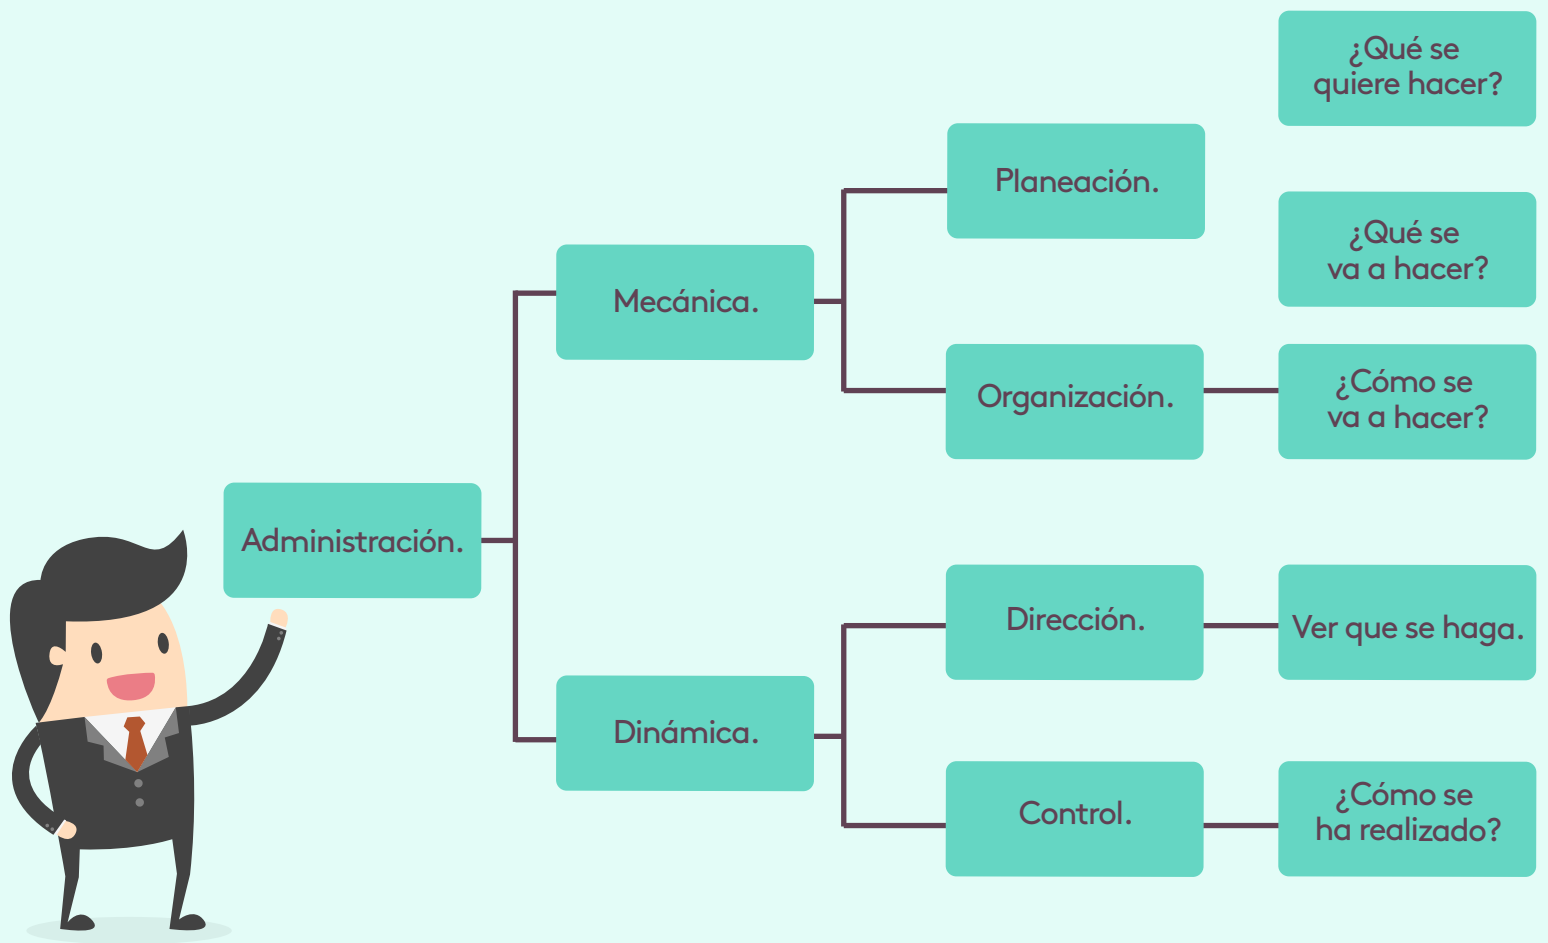 ¿Qué se
quiere hacer?
Planeación.
¿Qué se
va a hacer?
Mecánica.
Organización.
¿Cómo se
va a hacer?
Administración.
Dirección.
Ver que se haga.
Dinámica.
Control.
¿Cómo se
ha realizado?